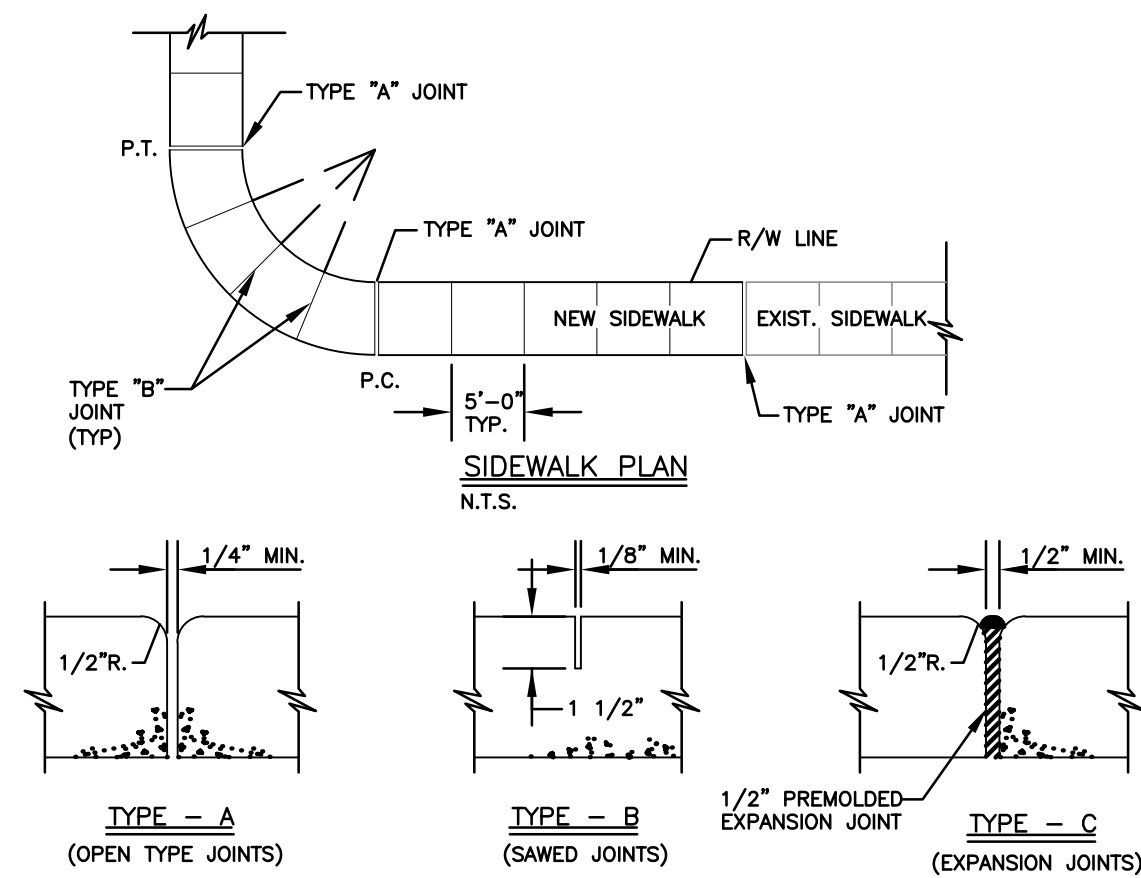 TYPE "A" JOINT
P.T.
TYPE "A" JOINT
R/W LINE
NEW SIDEWALK
EXIST. SIDEWALK
P.C.
TYPE "B"
JOINT
(TYP)
5'-0"
TYP.
TYPE "A" JOINT
SIDEWALK PLAN
N.T.S.
1/4" MIN.
1/2"R.
TYPE - A
(OPEN TYPE JOINTS)
1/8" MIN.
1 1/2"
TYPE - B
(SAWED JOINTS)
1/2" MIN.
1/2"R.
1/2" PREMOLDED
EXPANSION JOINT
TYPE - C
(EXPANSION JOINTS)